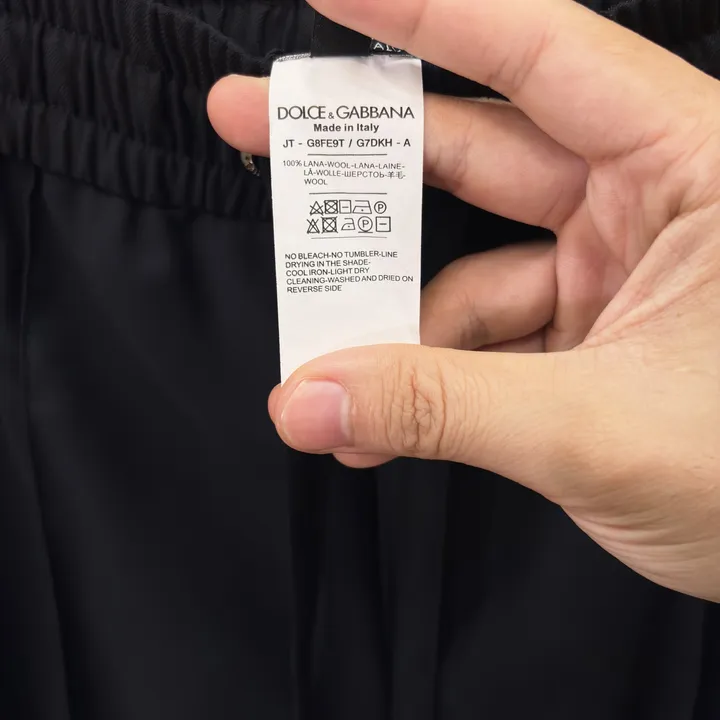 DOLCE & GABBANA
Made in Italy
JT - G8FE9T / G7DKH - A
100% LANA-WOOL-LANA-LAINE-
LÃ-WOLLE-ШЕРСТОЬ-羊毛-
WOOL
NO BLEACH-NO TUMBLER-LINE
DRYING IN THE SHADE-
COOL IRON-LIGHT DRY
CLEANING-WASHED AND DRIED ON
REVERSE SIDE